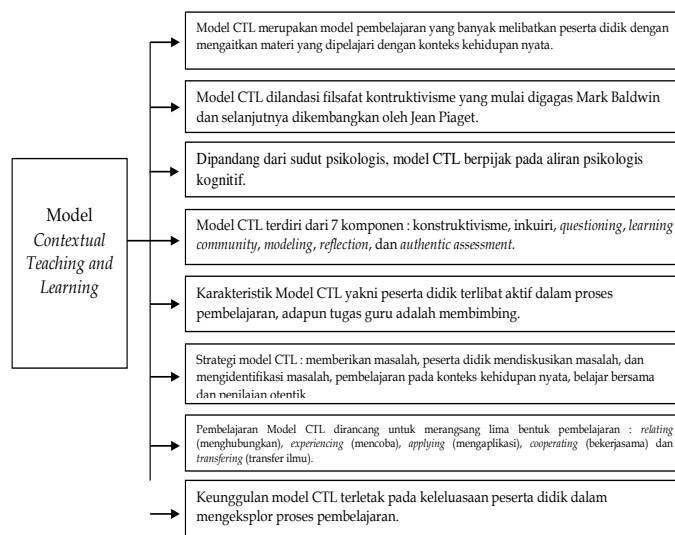 Model CTL merupakan model pembelajaran yang banyak melibatkan peserta didik dengan
mengaitkan materi yang dipelajari dengan konteks kehidupan nyata.
Model CTL dilandasi filsafat kontruktivisme yang mulai digagas Mark Baldwin
dan selanjutnya dikembangkan oleh Jean Piaget.
Dipandang dari sudut psikologis, model CTL berpijak pada aliran psikologis
kognitif.
Model
Contextual
Teaching and
Learning
Model CTL terdiri dari 7 komponen : konstruktivisme, inkuiri, questioning, learning
community, modeling, reflection, dan authentic assessment.
Karakteristik Model CTL yakni peserta didik terlibat aktif dalam proses
pembelajaran, adapun tugas guru adalah membimbing.
Strategi model CTL : memberikan masalah, peserta didik mendiskusikan masalah, dan
mengidentifikasi masalah, pembelajaran pada konteks kehidupan nyata, belajar bersama
dan penilaian otentik.
Pembelajaran Model CTL dirancang untuk merangsang lima bentuk pembelajaran : relating
(menghubungkan), experiencing (mencoba), applying (mengaplikasi), cooperating (bekerjasama) dan
transfering (transfer ilmu).
Keunggulan model CTL terletak pada keleluasaan peserta didik dalam
mengeksplor proses pembelajaran.